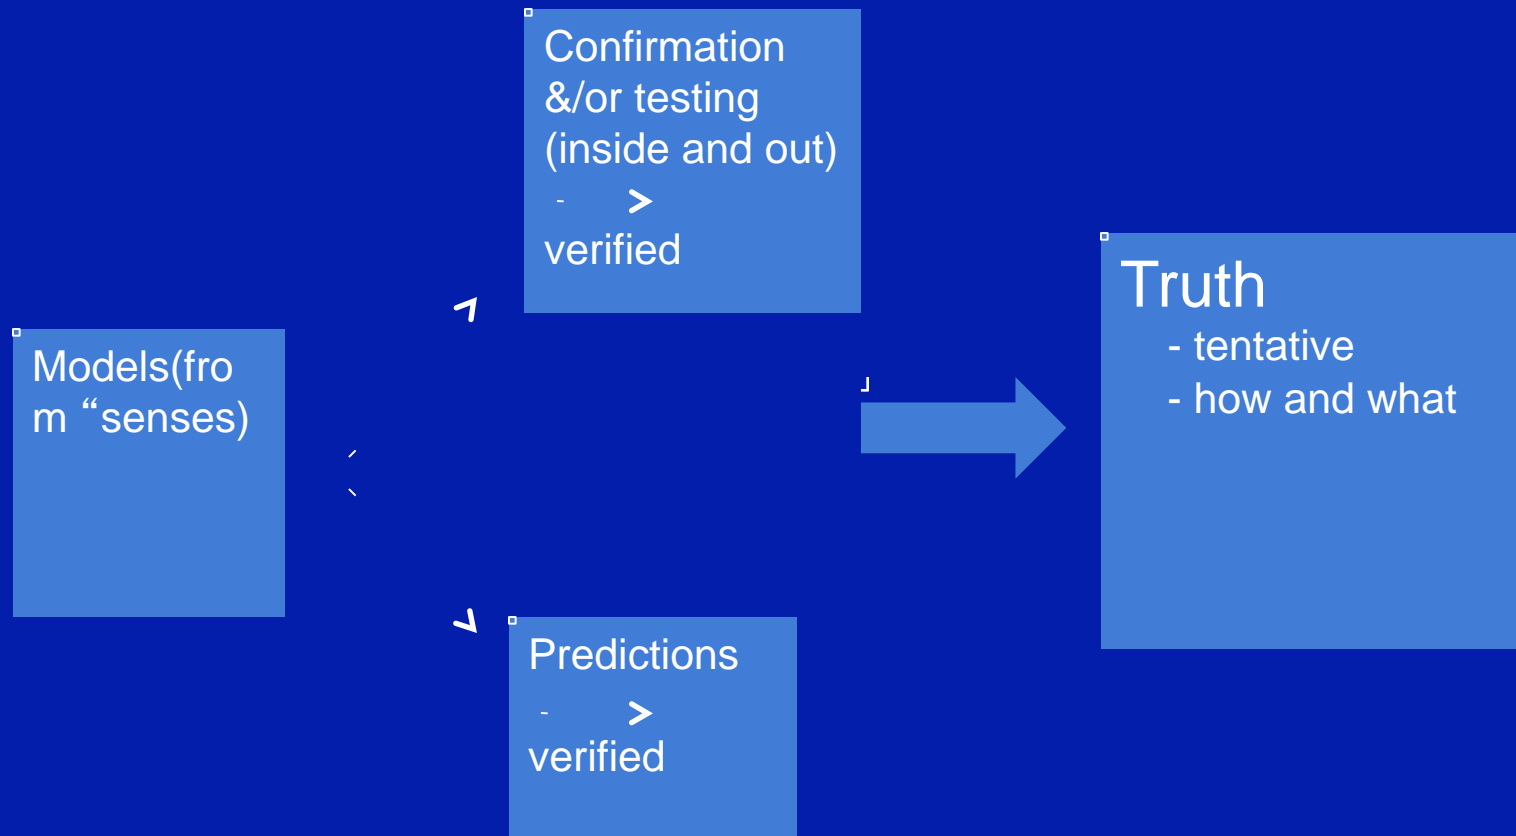 Confirmation
&/or testing
(inside and out)
- >
verified
Models(fro
m “senses)
Truth
- tentative
- how and what
Predictions
- >
verified